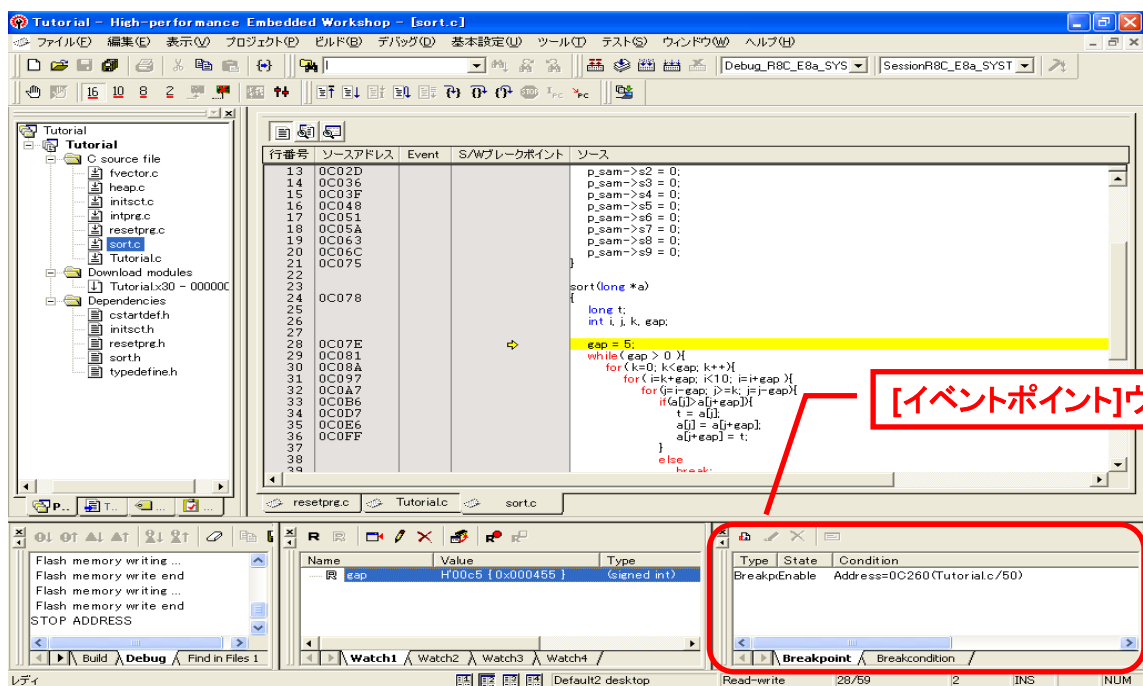 Tutorial - High-performance Embedded Workshop - [sort.c]
ファイル(F) 編集(E) 表示(V) プロジェクト(P) ビルド(B) デバッグ(D) 基本設定(U) ツール(T) テスト(S) ウィンドウ(W) ヘルプ(H)
Debug_R8C_E8a_SYS SessionR8C_E8a_SYST
16 10 8 2
Tutorial
Tutorial
C source file
fvector.c
heap.c
initsct.c
intprg.c
resetprg.c
sort.c
Tutorial.c
Download modules
Tutorial.x30 - 000000
Dependencies
cstartdef.h
initsct.h
resetprg.h
sort.h
typedefine.h
P.. T..
行番号 ソースアドレス Event S/Wブレークポイント ソース
13 0C02D p_sam->s2 = 0;
14 0C036 p_sam->s3 = 0;
15 0C03F p_sam->s4 = 0;
16 0C048 p_sam->s5 = 0;
17 0C051 p_sam->s6 = 0;
18 0C05A p_sam->s7 = 0;
19 0C063 p_sam->s8 = 0;
20 0C06C p_sam->s9 = 0;
21 0C075 }
22
23 sort(long *a)
24 0C078 {
25 long t;
26 int i, j, k, gap;
27
28 0C07E gap = 5;
29 0C081 while( gap > 0 ){
30 0C08A for( k=0; k<gap; k++){
31 0C097 for( i=k+gap; i<10; i=i+gap ){
32 0C0A7 for(j=i-gap; j>=k; j=j-gap){
33 0C0B6 if(a[j]>a[j+gap]){
34 0C0D7 t = a[j];
35 0C0E6 a[j] = a[j+gap];
36 0C0FF a[j+gap] = t;
37 }
38 else
39 break;
[イベントポイント]ウ
resetprg.c Tutorial.c sort.c
Flash memory writing ...
Flash memory write end
Flash memory writing ...
Flash memory write end
STOP ADDRESS
Build Debug Find in Files 1
Name Value Type
gap H'00c5 { 0x000455 } (signed int)
Watch1 Watch2 Watch3 Watch4
Type State Condition
Breakpo Enable Address=0C260(Tutorial.c/50)
Breakpoint Breakcondition
レディ Default2 desktop Read-write 28/59 2 INS NUM